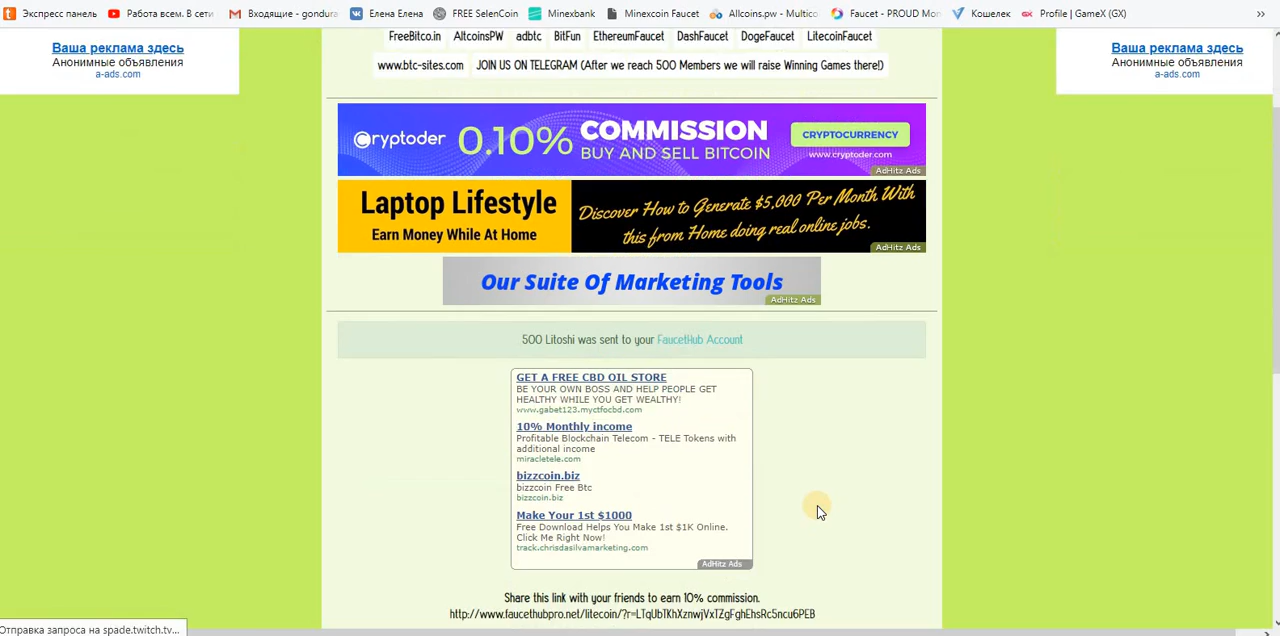 Экспресс панель Работа всем. В сети Входящие - gondura Елена Елена FREE SelenCoin Minexbank Minexcoin Faucet Allcoins.pw - Multico Faucet - PROUD Mon Кошелек Profile | GameX (GX) »
Ваша реклама здесь
Анонимные объявления
a-ads.com
FreeBitco.in AltcoinsPW adbtc BitFun EthereumFaucet DashFaucet DogeFaucet LitecoinFaucet
www.btc-sites.com JOIN US ON TELEGRAM (After we reach 500 Members we will raise Winning Games there!)
Ваша реклама здесь
Анонимные объявления
a-ads.com
Cryptoder 0.10% COMMISSION
BUY AND SELL BITCOIN
CRYPTOCURRENCY
www.cryptoder.com
AdHitz Ads
Laptop Lifestyle
Earn Money While At Home
Discover How to Generate $5,000 Per Month With
this from Home doing real online jobs.
AdHitz Ads
Our Suite Of Marketing Tools
AdHitz Ads
500 Litoshi was sent to your FaucetHub Account
GET A FREE CBD OIL STORE
BE YOUR OWN BOSS AND HELP PEOPLE GET
HEALTHY WHILE YOU GET WEALTHY!
www.gabet123.myctfocbd.com
10% Monthly income
Profitable Blockchain Telecom - TELE Tokens with
additional income
miracletele.com
bizzcoin.biz
bizzcoin Free Btc
bizzcoin.biz
Make Your 1st $1000
Free Download Helps You Make 1st $1K Online.
Click Me Right Now!
track.chrisdasilvamarketing.com
AdHitz Ads
Share this link with your friends to earn 10% commission.
http://www.faucethubpro.net/litecoin/?r=LTqUbTKhXznwjVxTZgFghEhsRc5ncu6PEB
Отправка запроса на spade.twitch.tv...